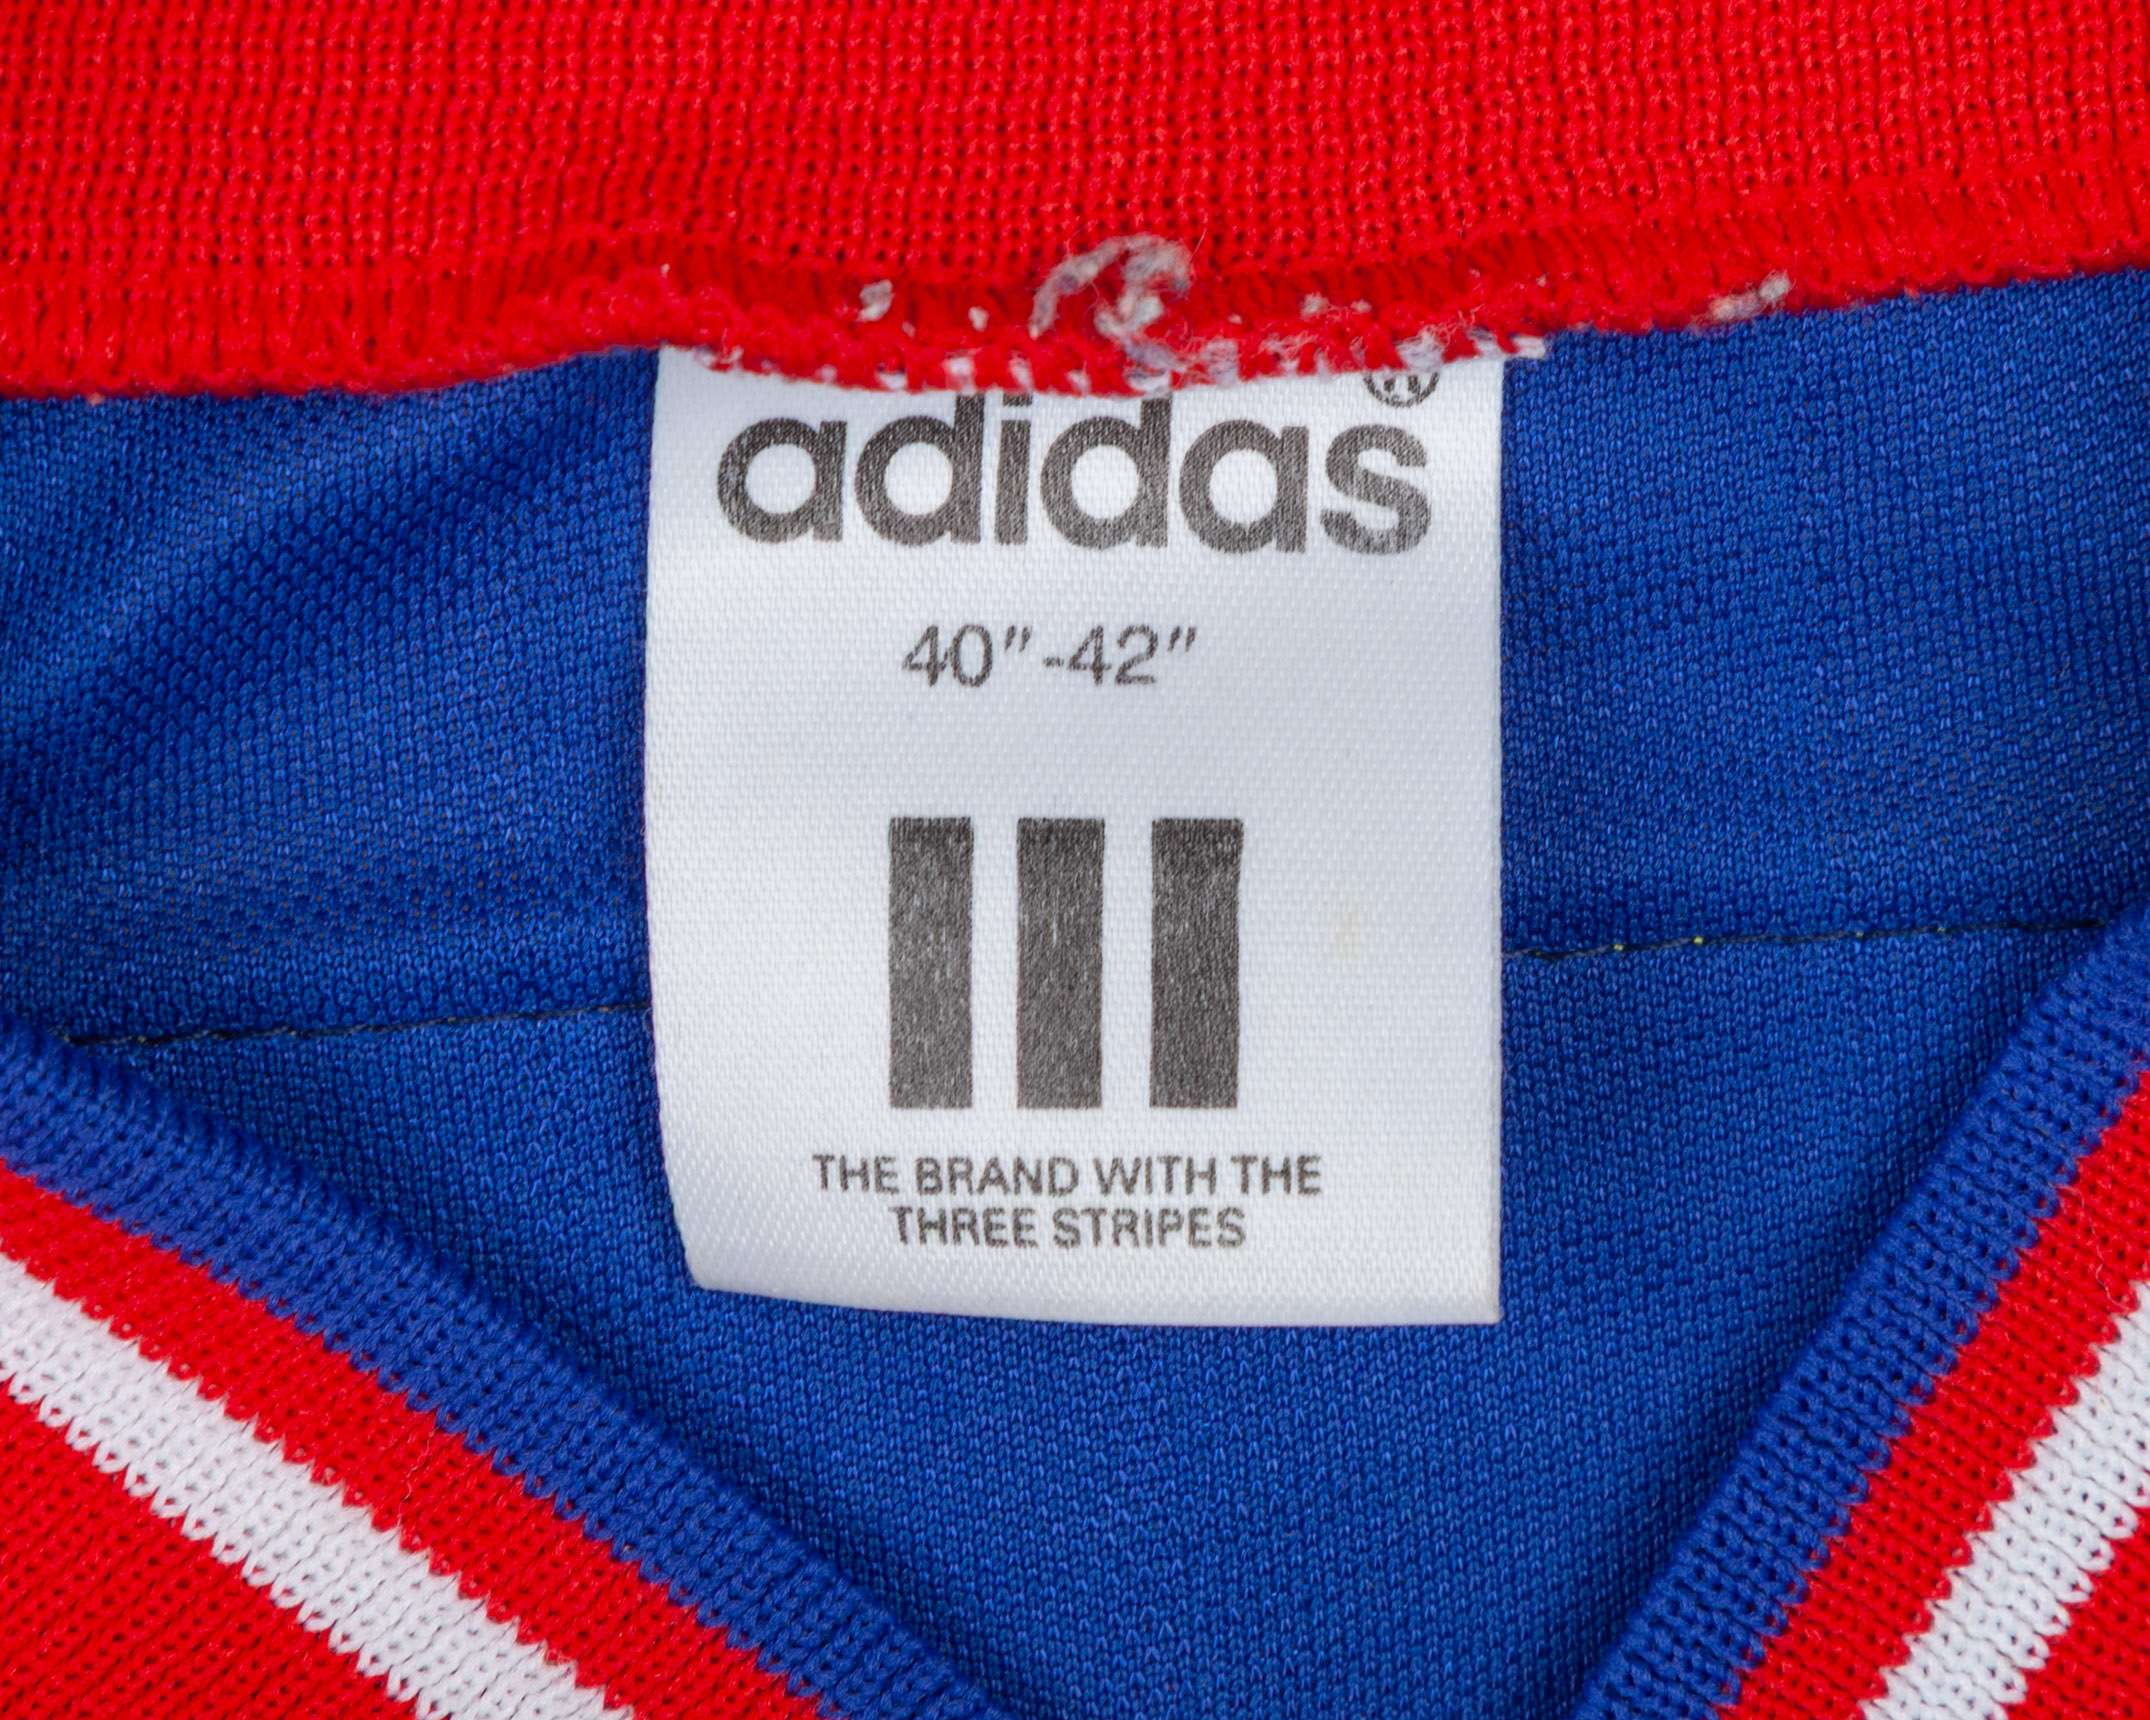 adidas®
40"-42"
THE BRAND WITH THE
THREE STRIPES